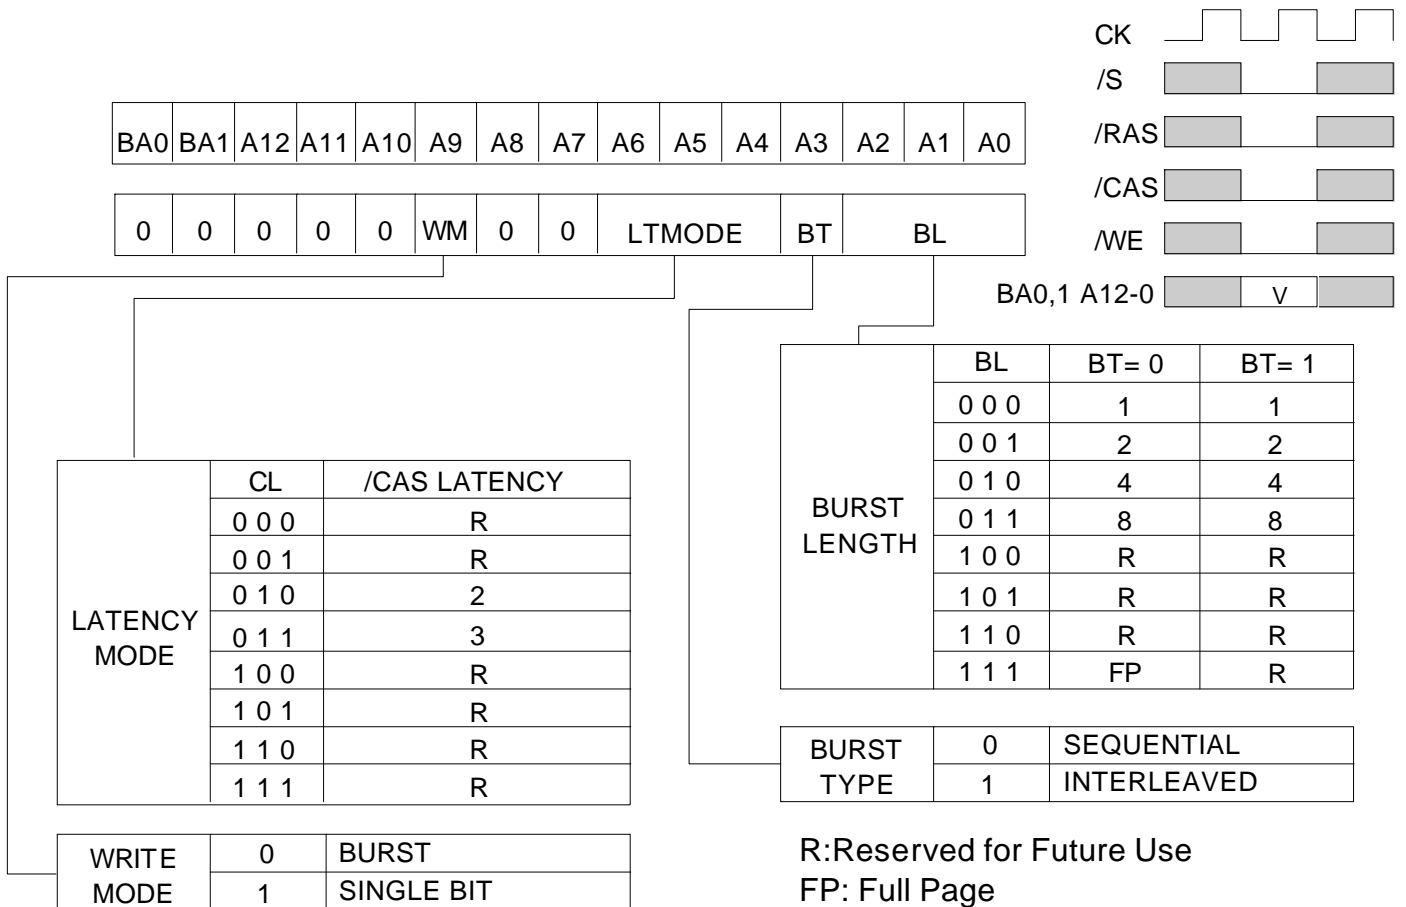 CK
/S
/RAS
/CAS
/WE
BA0,1 A12-0 V
BA0 BA1 A12 A11 A10 A9 A8 A7 A6 A5 A4 A3 A2 A1 A0
0 0 0 0 0 WM 0 0 LTMODE BT BL
BURST LENGTH
BL BT= 0 BT= 1
0 0 0 1 1
0 0 1 2 2
0 1 0 4 4
0 1 1 8 8
1 0 0 R R
1 0 1 R R
1 1 0 R R
1 1 1 FP R
LATENCY MODE
CL /CAS LATENCY
0 0 0 R
0 0 1 R
0 1 0 2
0 1 1 3
1 0 0 R
1 0 1 R
1 1 0 R
1 1 1 R
BURST TYPE
0 SEQUENTIAL
1 INTERLEAVED
WRITE MODE
0 BURST
1 SINGLE BIT
R:Reserved for Future Use
FP: Full Page